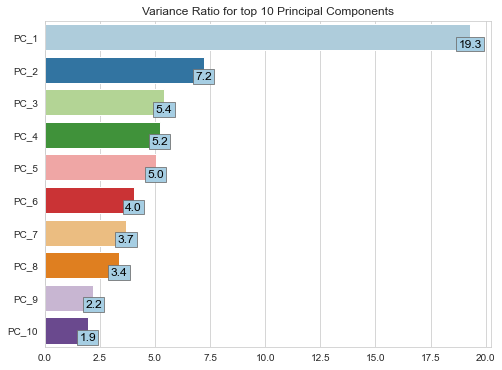 Variance Ratio for top 10 Principal Components
PC_1 19.3
PC_2 7.2
PC_3 5.4
PC_4 5.2
PC_5 5.0
PC_6 4.0
PC_7 3.7
PC_8 3.4
PC_9 2.2
PC_10 1.9
0.0 2.5 5.0 7.5 10.0 12.5 15.0 17.5 20.0